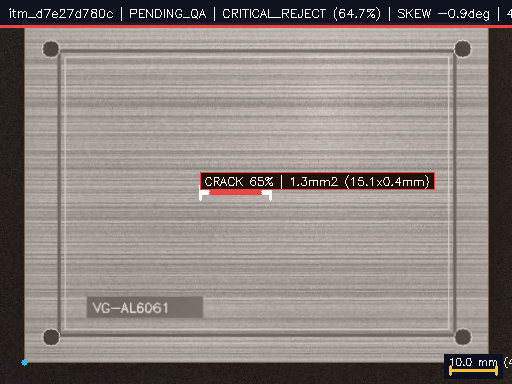 itm_d7e27d780c | PENDING_QA | CRITICAL_REJECT (64.7%) | SKEW −0.9deg | 4
CRACK 65% | 1.3mm2 (15.1x0.4mm)
VG−AL6061
10.0 mm (4